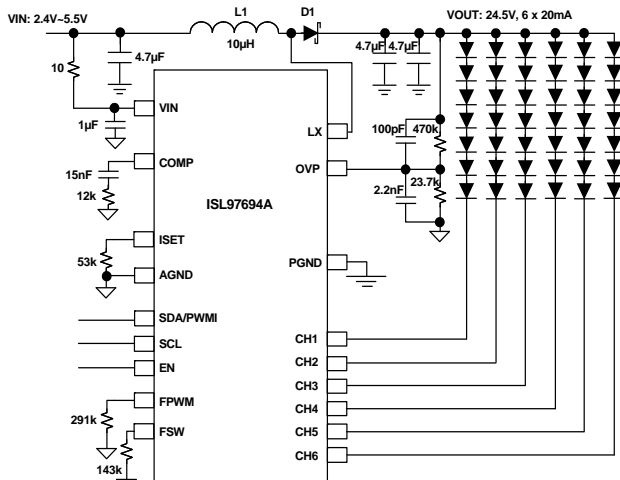 VIN: 2.4V~5.5V
L1
10µH
D1
VOUT: 24.5V, 6 x 20mA
4.7µF
10
4.7µF 4.7µF
1µF
VIN
LX
100pF 470k
COMP
15nF
12k
OVP
2.2nF
23.7k
ISL97694A
ISET
53k
AGND
PGND
SDA/PWMI
SCL
EN
CH1
CH2
CH3
FPWM
291k
CH4
FSW
143k
CH5
CH6